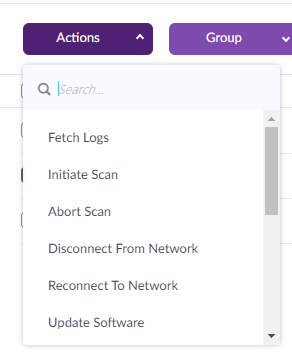 Actions
Group
Search...
Fetch Logs
Initiate Scan
Abort Scan
Disconnect From Network
Reconnect To Network
Update Software